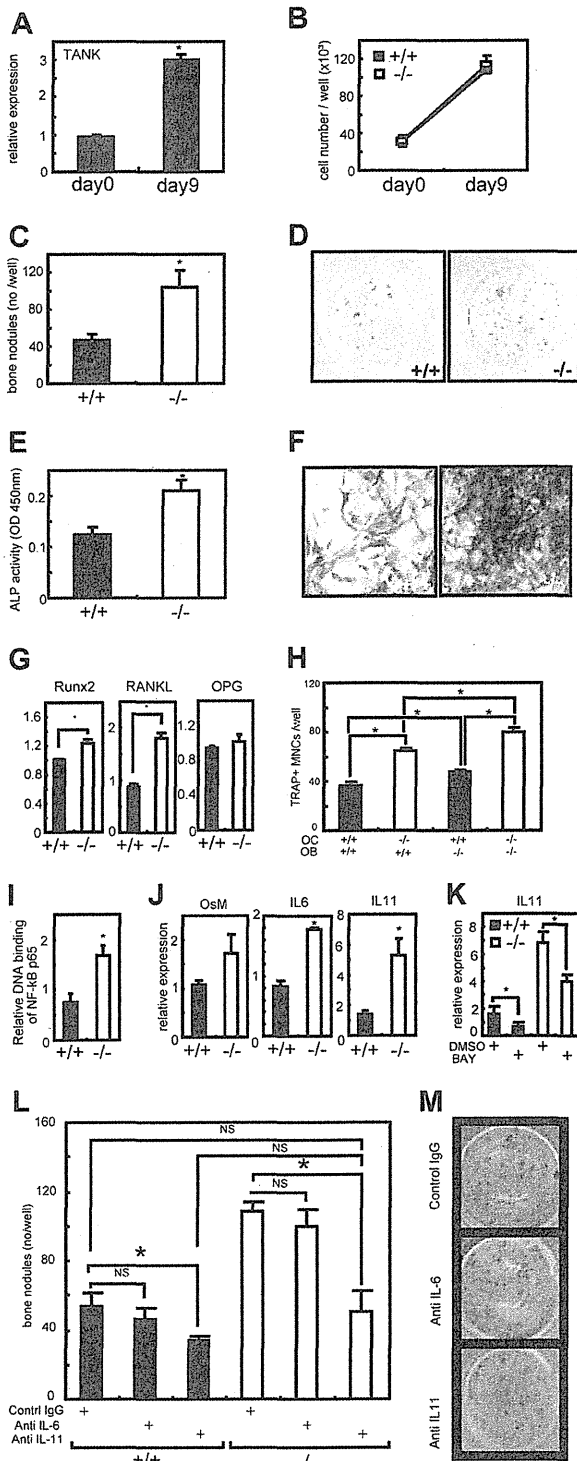 A
TANK
relative expression
3
2
1
*
day0 day9
B
+/+
-/-
cell number / well (x10³)
120
80
40
day0 day9
C
bone nodules (no /well)
120
80
40
0
*
+/+ -/-
D
+/+
-/-
E
ALP activity (OD 450nm)
0.2
0.1
0
*
+/+ -/-
F
G
Runx2 RANKL OPG
1.6
1.2
0.8
0.4
0
2
1
0
1.2
0.8
0.4
0
*
*
+/+ -/- +/+ -/- +/+ -/-
H
TRAP+ MNCs /well
120
80
40
0
* * * *
OC +/+ -/- +/+ -/-
OB +/+ +/+ -/- -/-
I
Relative DNA binding
of NF-kB p65
2
1
0
*
+/+ -/-
J
OsM IL6 IL11
relative expression
2
1
0
2
1
0
6
4
2
0
*
*
+/+ -/- +/+ -/- +/+ -/-
K
IL11
+/+
-/-
relative expression
8
6
4
2
0
* *
DMSO + +
BAY + +
L
bone nodules (no/well)
160
120
80
40
0
NS
NS
*
*
NS
NS
Contrl IgG + +
Anti IL-6 + +
Anti IL-11 + +
+/+
M
Control IgG
Anti IL-6
Anti IL11